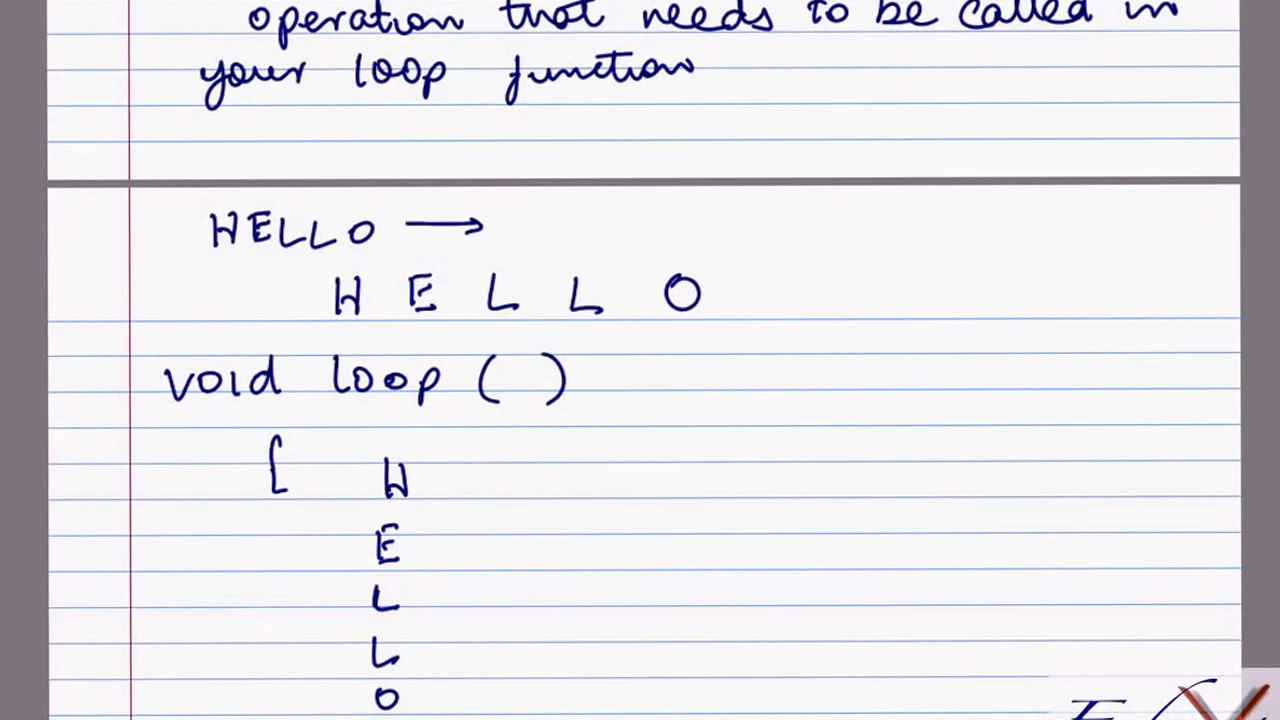 operation that needs to be called in
your loop function
HELLO →
H E L L O
void loop ( )
[ H
E
L
L
O